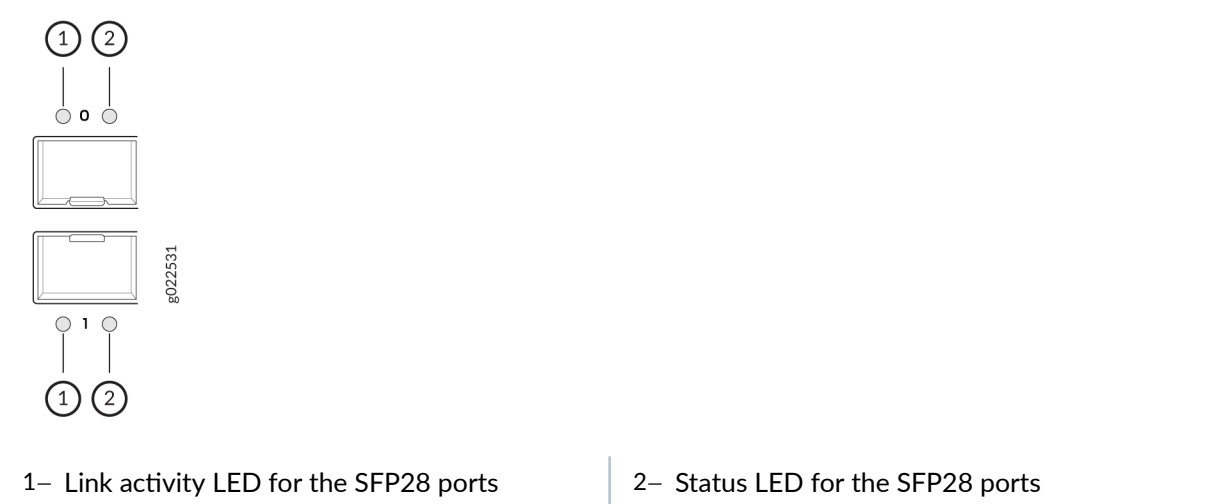 1 2
0
g022531
1
1 2
1– Link activity LED for the SFP28 ports
2– Status LED for the SFP28 ports